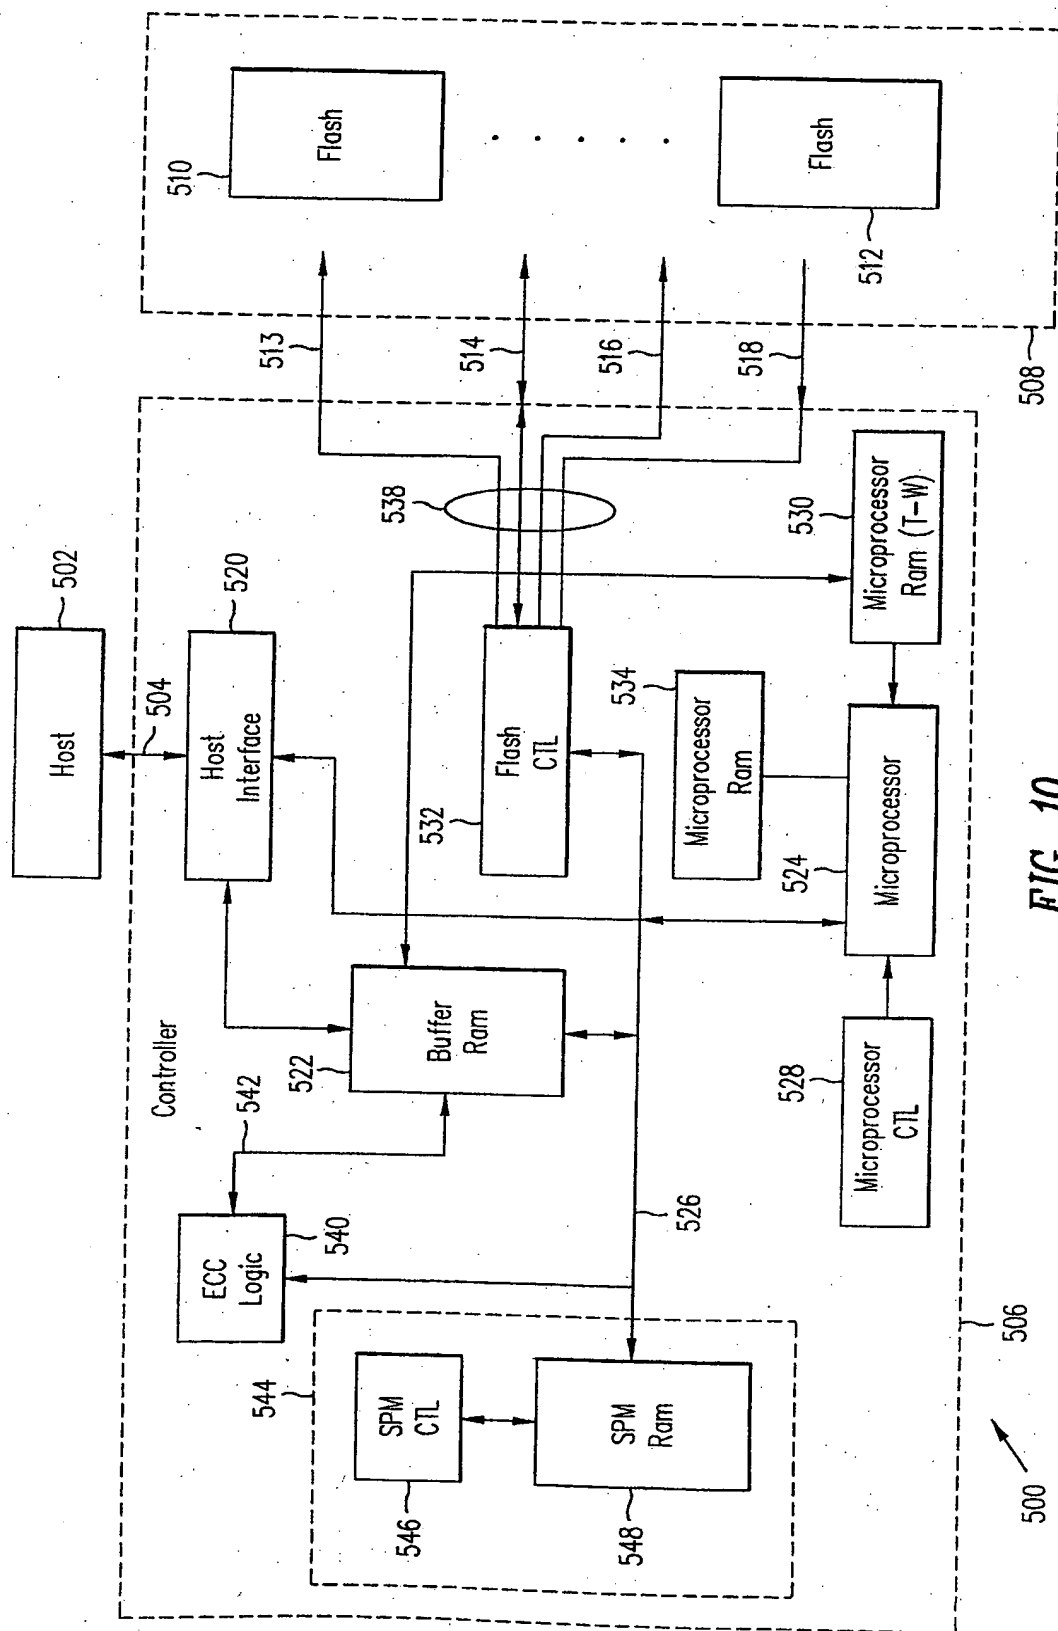 502
Host
504
Host
Interface
520
Controller
506
ECC
Logic
540
542
Buffer
Ram
522
Flash
CTL
532
538
513
514
516
518
510
Flash
Flash
512
508
544
SPM
CTL
546
SPM
Ram
548
526
Microprocessor
Ram
534
Microprocessor
Ram (T-W)
530
524
Microprocessor
Microprocessor
CTL
528
500
FIG. 10